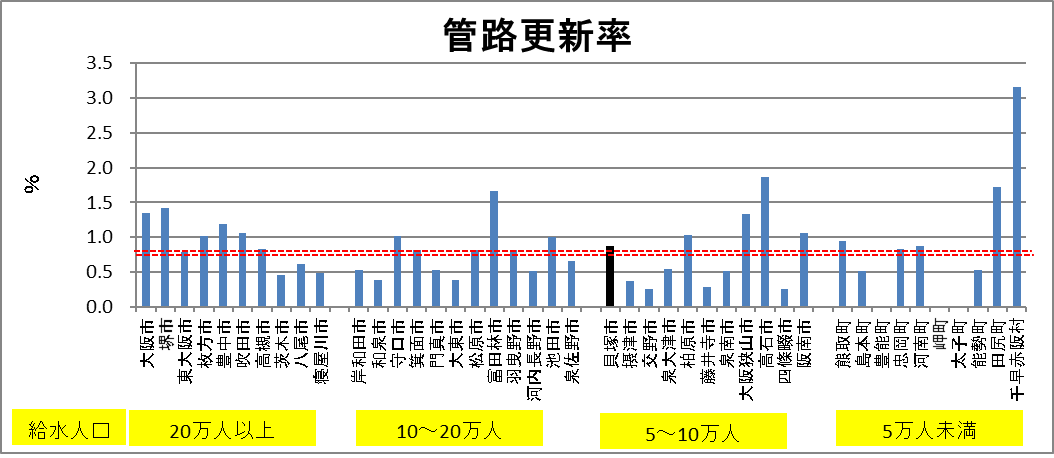 管路更新率
%
3.5
3.0
2.5
2.0
1.5
1.0
0.5
0.0
大阪市
堺市
東大阪市
枚方市
豊中市
吹田市
高槻市
茨木市
八尾市
寝屋川市
岸和田市
和泉市
守口市
箕面市
門真市
大東市
松原市
富田林市
羽曳野市
河内長野市
池田市
泉佐野市
貝塚市
摂津市
交野市
泉大津市
柏原市
藤井寺市
泉南市
大阪狭山市
高石市
四條畷市
阪南市
熊取町
島本町
豊能町
忠岡町
河南町
岬町
太子町
能勢町
田尻町
千早赤阪村
給水人口
20万人以上
10～20万人
5～10万人
5万人未満